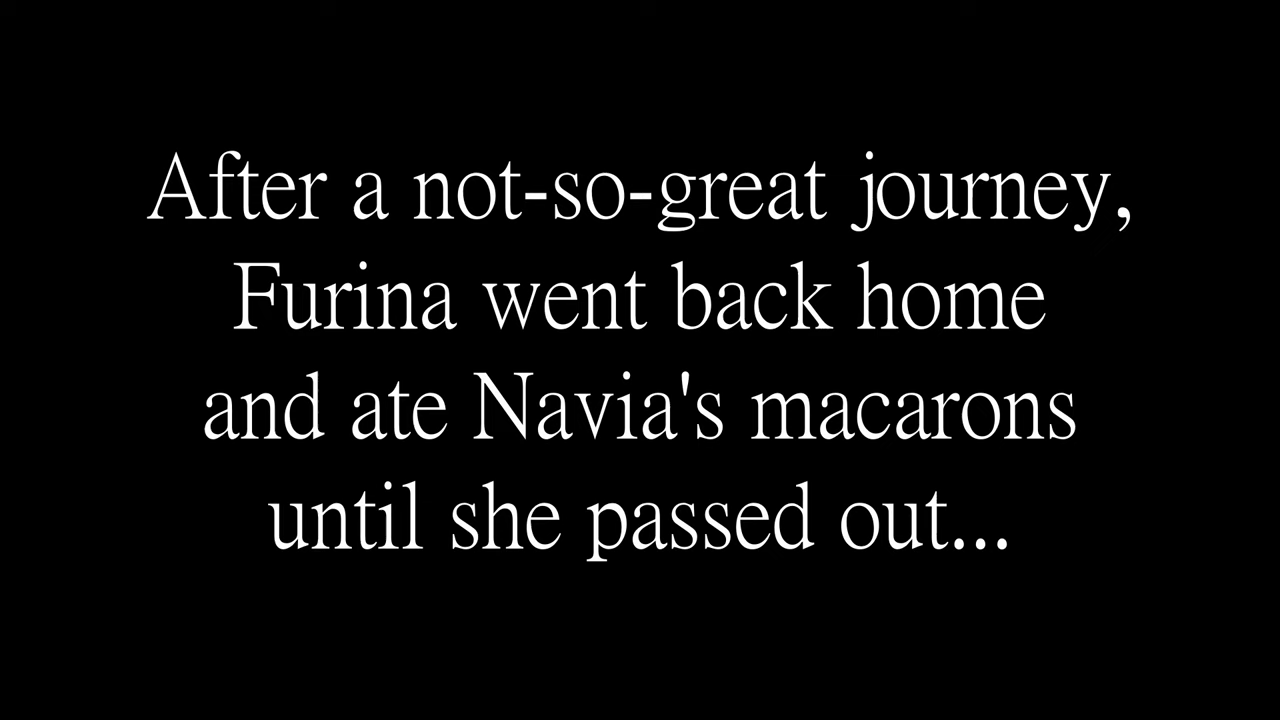 After a not-so-great journey,
Furina went back home
and ate Navia's macarons
until she passed out...